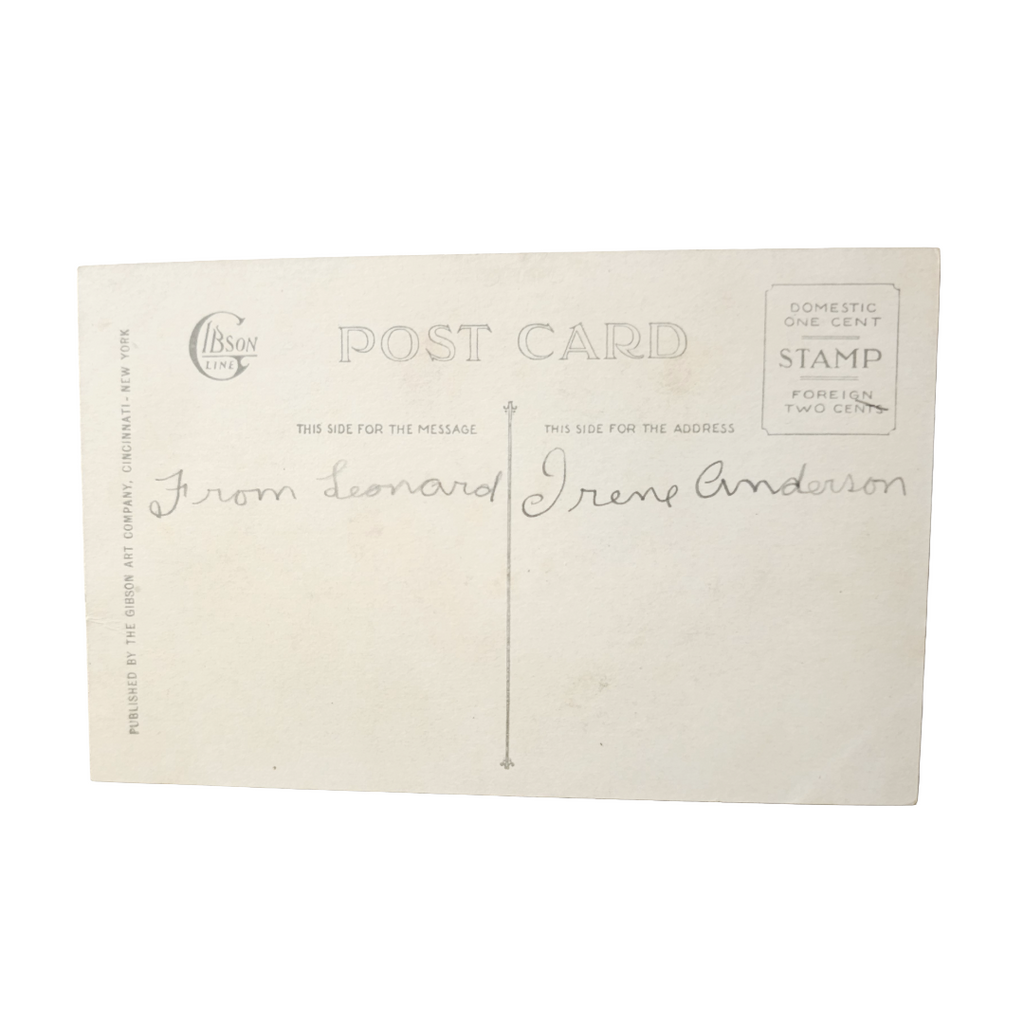 GIBSON
LINE
POST CARD
DOMESTIC
ONE CENT
STAMP
FOREIGN
TWO CENTS
THIS SIDE FOR THE MESSAGE
THIS SIDE FOR THE ADDRESS
From Leonard
Irene Anderson
PUBLISHED BY THE GIBSON ART COMPANY, CINCINNATI - NEW YORK